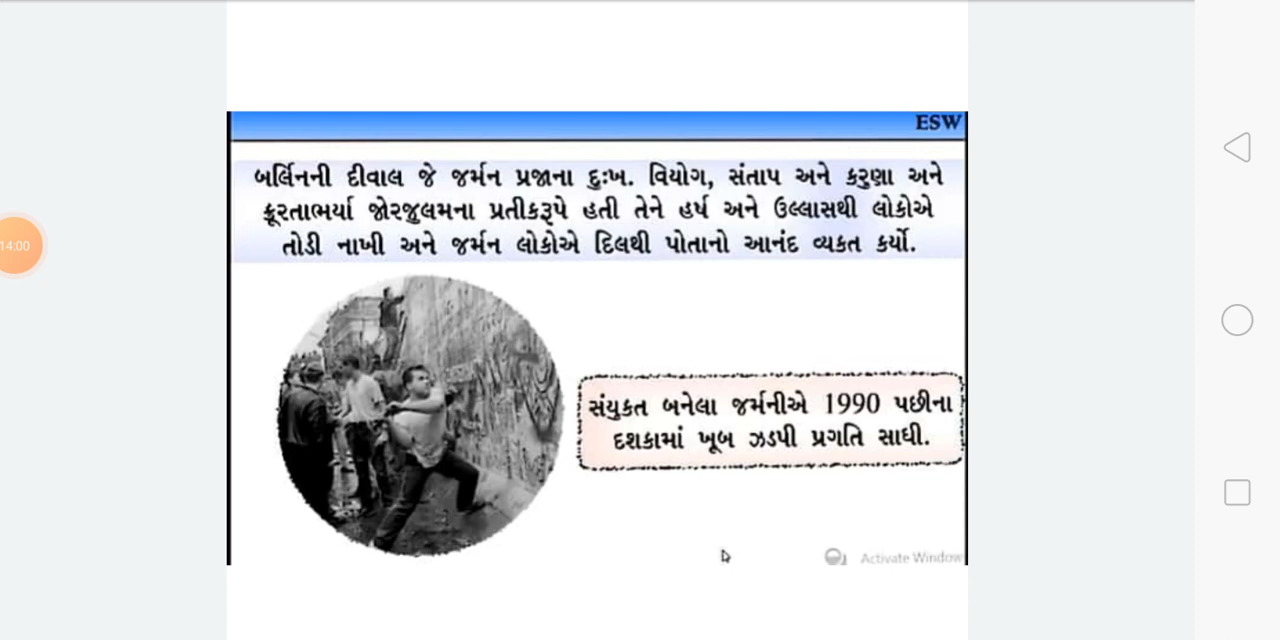 ESW
બર્લિનની દીવાલ જે જર્મન પ્રજાના દુઃખ. વિયોગ, સંતાપ અને કરુણા અને
ક્રૂરતાભર્યા જોરજુલમના પ્રતીકરૂપે હતી તેને હર્ષ અને ઉલ્લાસથી લોકોએ
તોડી નાખી અને જર્મન લોકોએ દિલથી પોતાનો આનંદ વ્યકત કર્યો.
14:00
સંયુકત બનેલા જર્મનીએ 1990 પછીના
દશકામાં ખૂબ ઝડપી પ્રગતિ સાધી.
Activate Window